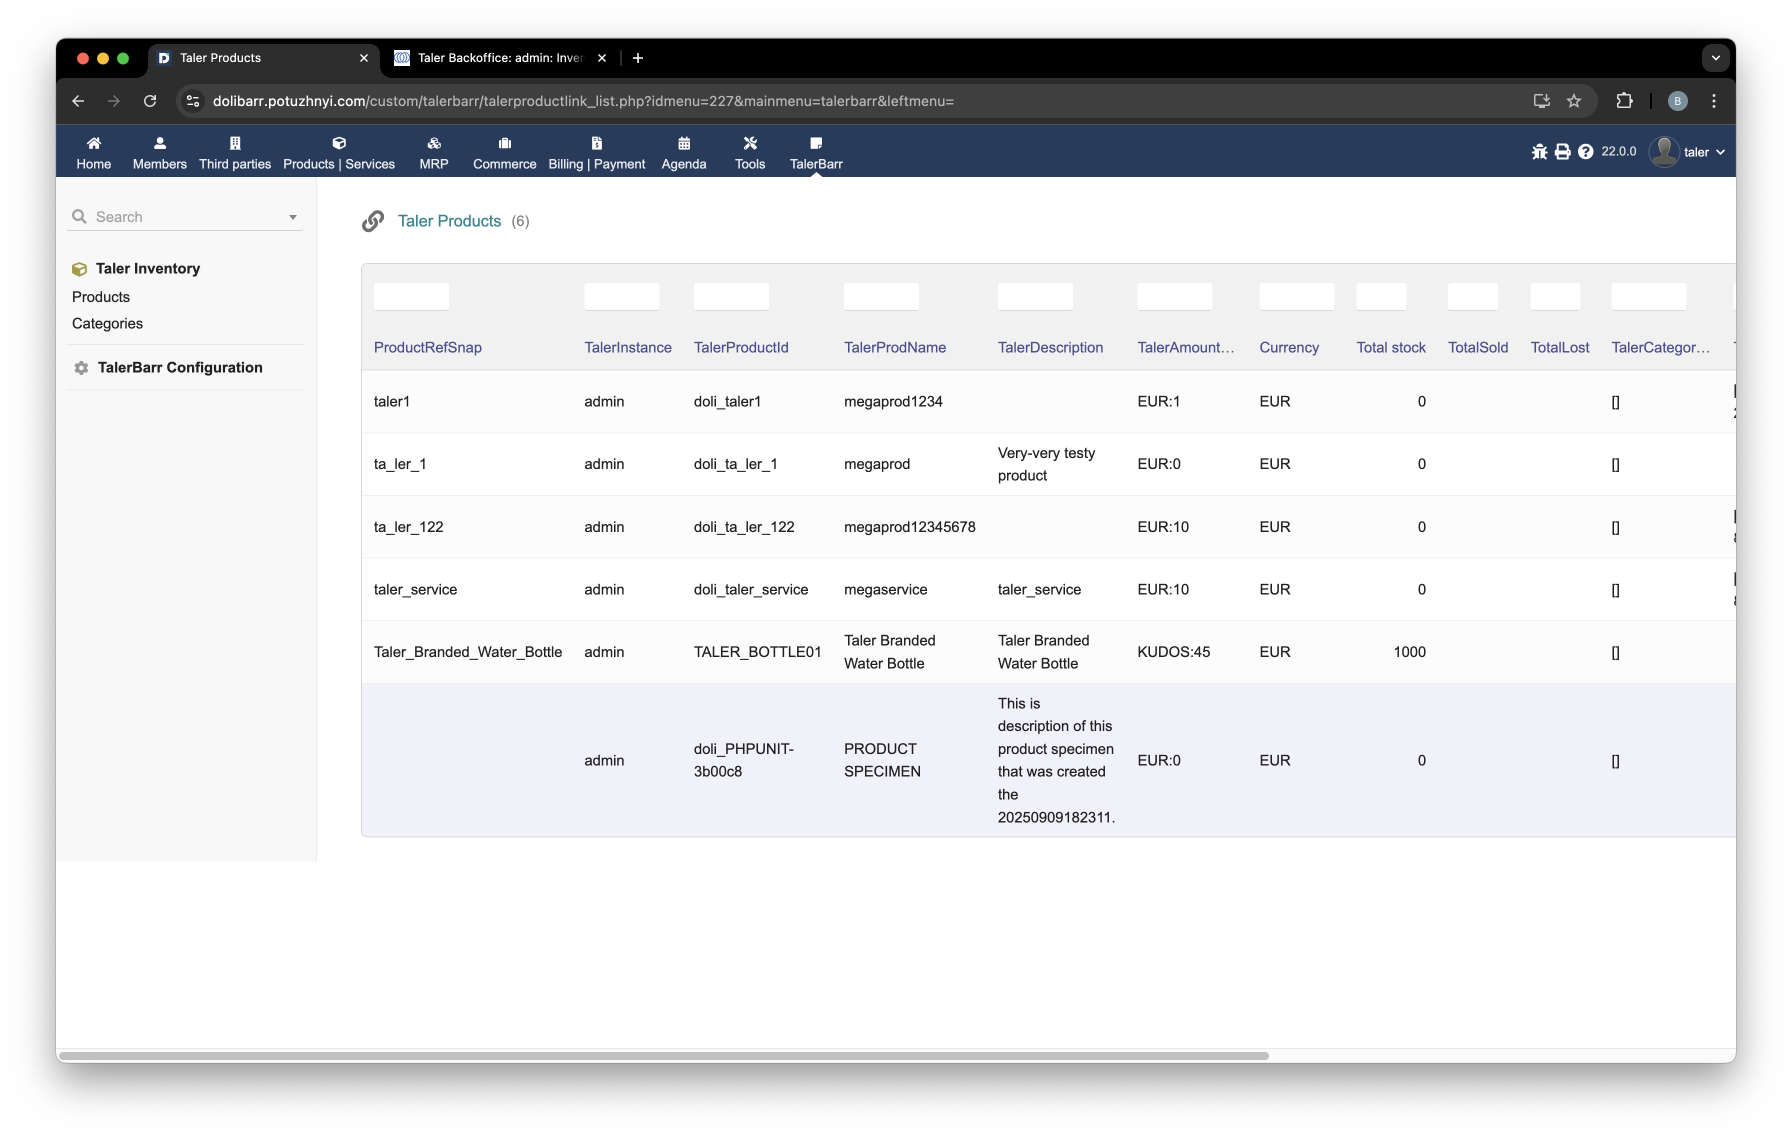 Taler Products
Taler Backoffice: admin: Inve
dolibarr.potuzhnyi.com/custom/talerbarr/talerproductlink_list.php?idmenu=227&mainmenu=talerbarr&leftmenu=
B
Home Members Third parties Products | Services MRP Commerce Billing | Payment Agenda Tools TalerBarr
22.0.0 taler
Search
Taler Inventory
Products
Categories
TalerBarr Configuration
Taler Products (6)
ProductRefSnap TalerInstance TalerProductId TalerProdName TalerDescription TalerAmount... Currency Total stock TotalSold TotalLost TalerCategor...
taler1 admin doli_taler1 megaprod1234 EUR:1 EUR 0 []
ta_ler_1 admin doli_ta_ler_1 megaprod Very-very testy product EUR:0 EUR 0 []
ta_ler_122 admin doli_ta_ler_122 megaprod12345678 EUR:10 EUR 0 []
taler_service admin doli_taler_service megaservice taler_service EUR:10 EUR 0 []
Taler_Branded_Water_Bottle admin TALER_BOTTLE01 Taler Branded Water Bottle Taler Branded Water Bottle KUDOS:45 EUR 1000 []
admin doli_PHPUNIT-3b00c8 PRODUCT SPECIMEN This is description of this product specimen that was created the 20250909182311. EUR:0 EUR 0 []